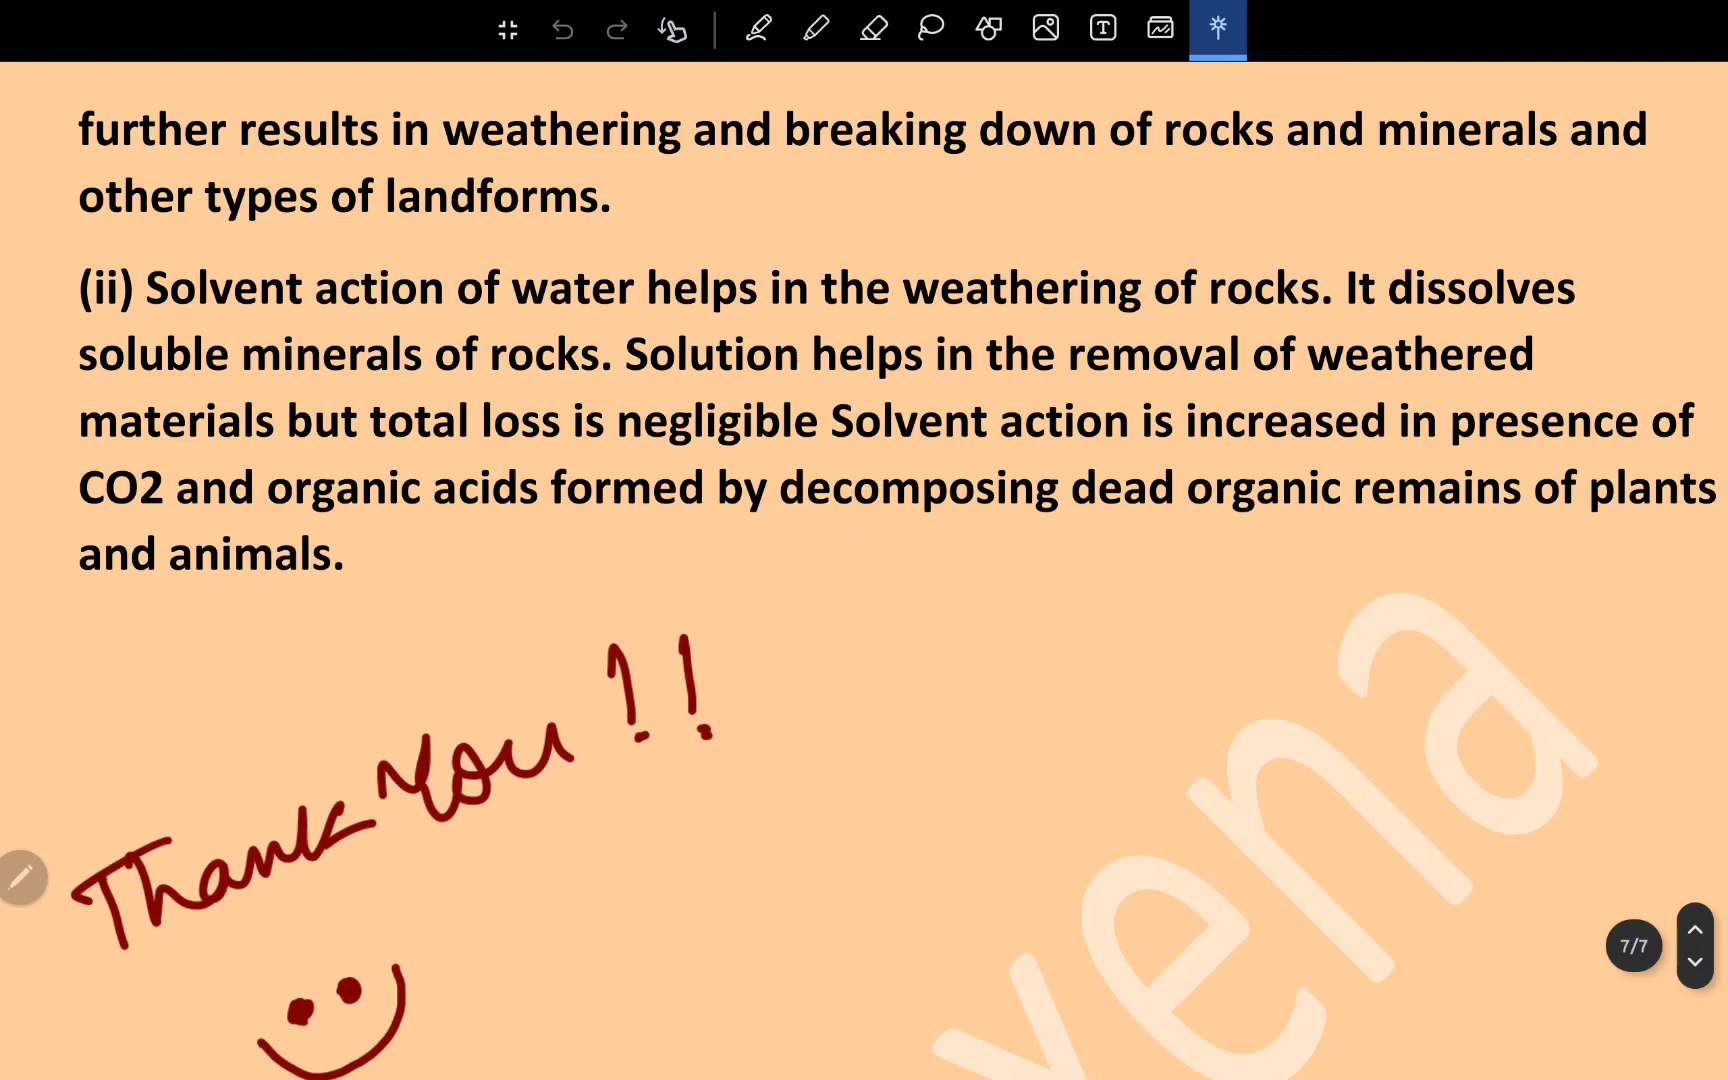 further results in weathering and breaking down of rocks and minerals and
other types of landforms.
(ii) Solvent action of water helps in the weathering of rocks. It dissolves
soluble minerals of rocks. Solution helps in the removal of weathered
materials but total loss is negligible Solvent action is increased in presence of
CO2 and organic acids formed by decomposing dead organic remains of plants
and animals.
Thank You !!
7/7